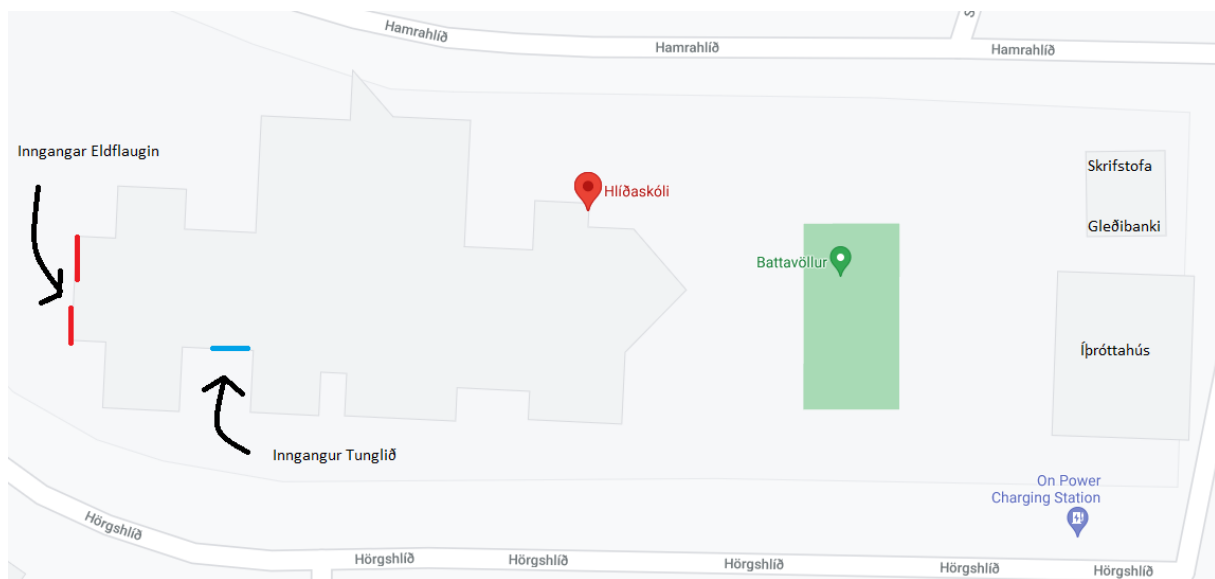 Hamrahlíð
Hamrahlíð
Hamrahlíð
Inngangar Eldflaugin
Skrifstofa
Hlíðaskóli
Gleðibanki
Battavöllur
Íþróttahús
Inngangur Tunglið
On Power
Charging Station
Hörgshlíð
Hörgshlíð
Hörgshlíð
Hörgshlíð
Hörgshlíð
Hörgshlíð